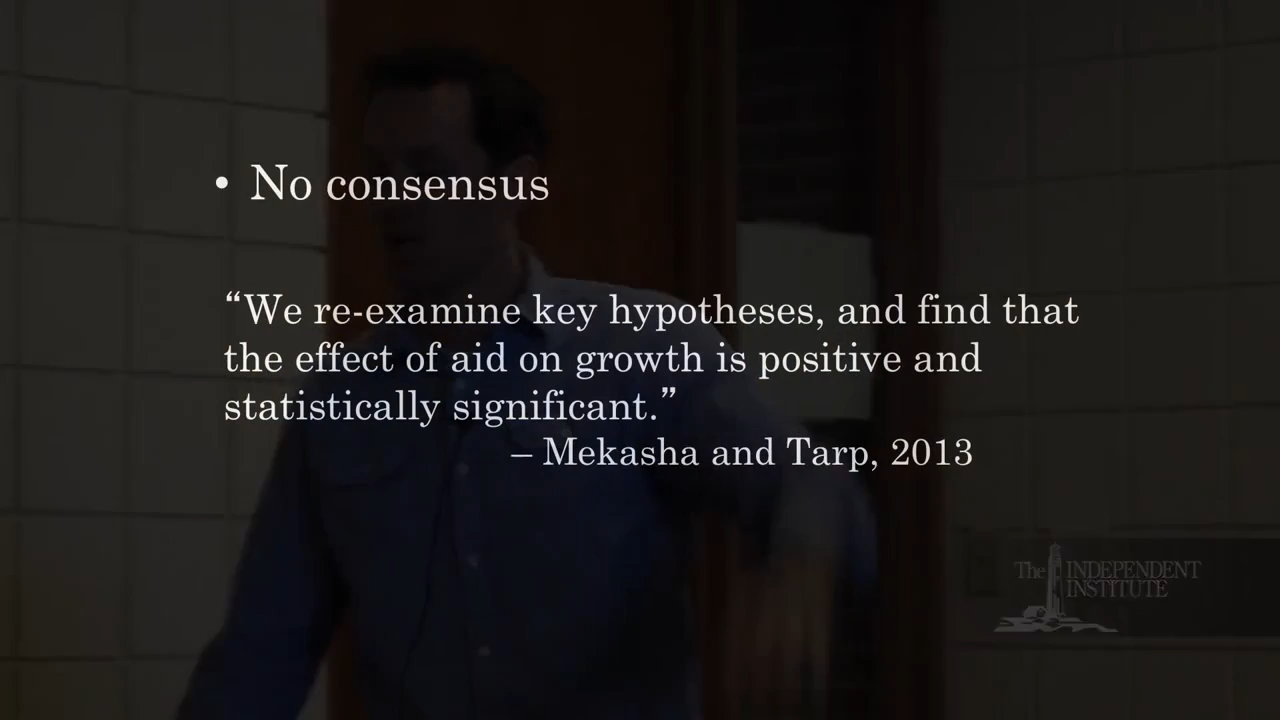 • No consensus
“We re-examine key hypotheses, and find that
the effect of aid on growth is positive and
statistically significant.”
– Mekasha and Tarp, 2013
The INDEPENDENT
INSTITUTE